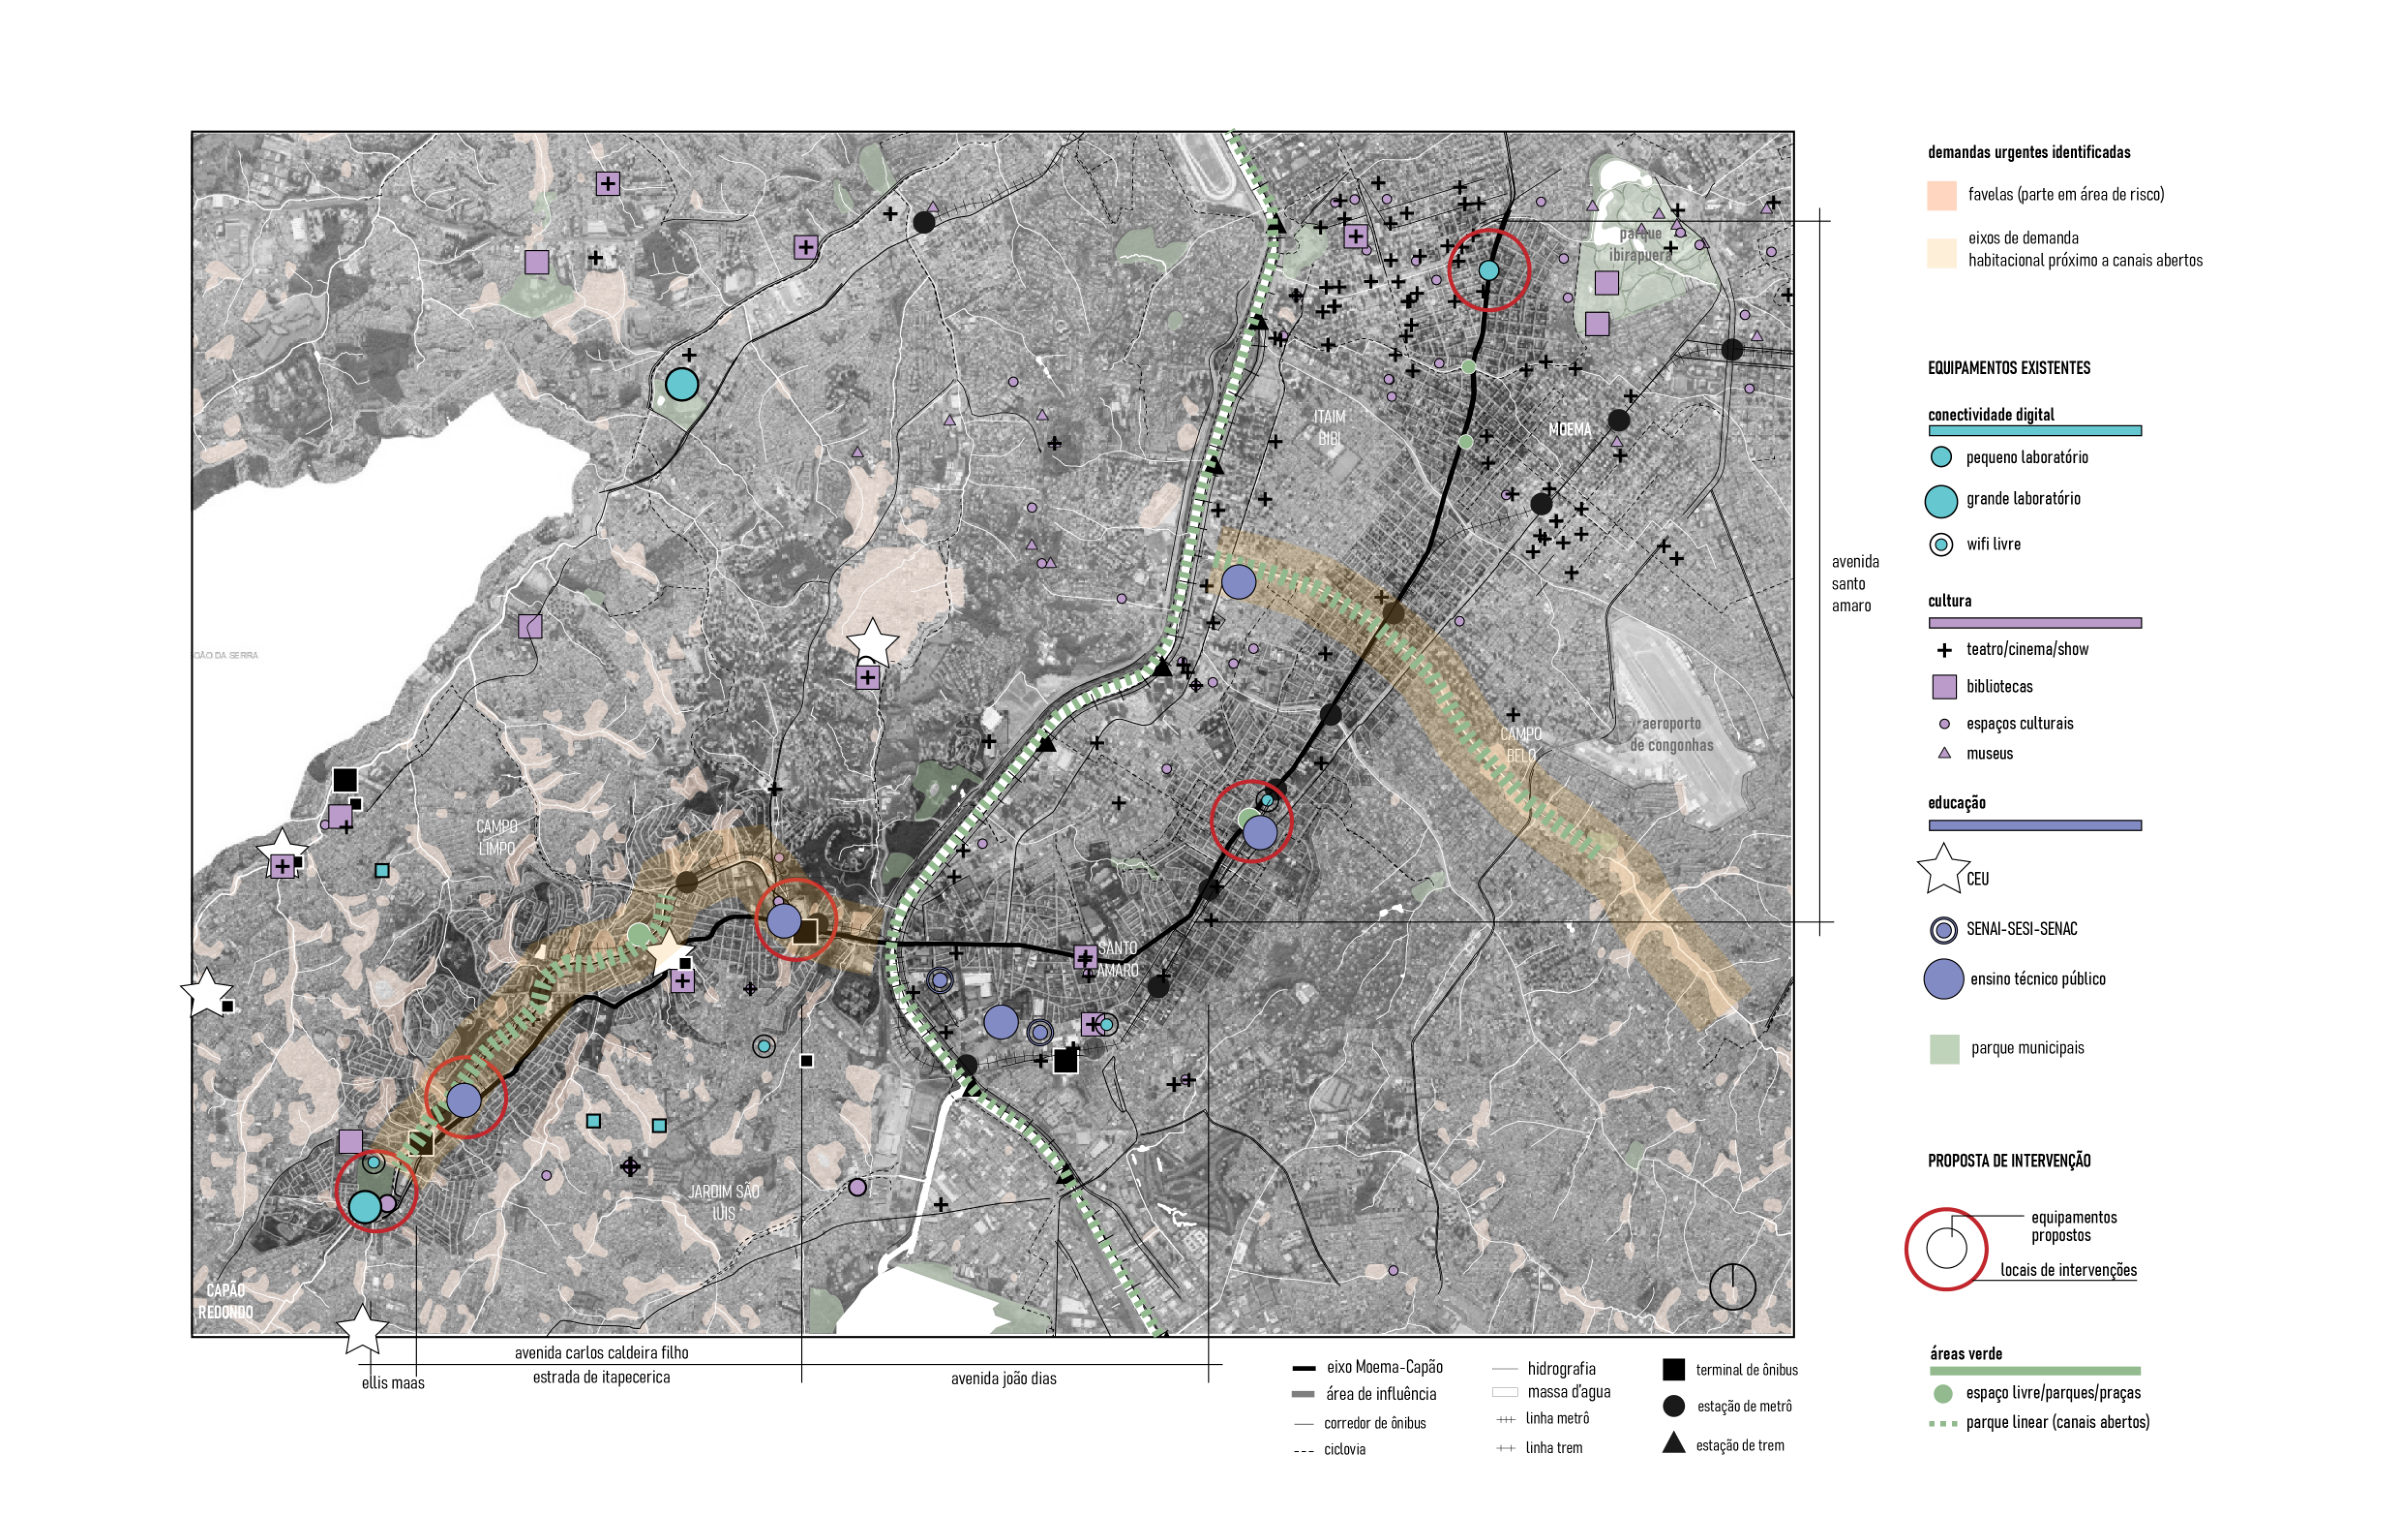 parque
ibirapuera
ITAIM
BIBI
MOEMA
avenida
santo
amaro
OÃO DA SERRA
CAMPO
BELO
aeroporto
de congonhas
CAMPO
LIMPO
SANTO
AMARO
JARDIM SÃO
LUIS
CAPÃO
REDONDO
avenida carlos caldeira filho
estrada de itapecerica
ellis maas
avenida joão dias
eixo Moema-Capão
área de influência
corredor de ônibus
ciclovia
hidrografia
massa d'agua
linha metrô
linha trem
terminal de ônibus
estação de metrô
estação de trem
demandas urgentes identificadas
favelas (parte em área de risco)
eixos de demanda
habitacional próximo a canais abertos
EQUIPAMENTOS EXISTENTES
conectividade digital
pequeno laboratório
grande laboratório
wifi livre
cultura
teatro/cinema/show
bibliotecas
espaços culturais
museus
educação
CEU
SENAI-SESI-SENAC
ensino técnico público
parque municipais
PROPOSTA DE INTERVENÇÃO
equipamentos
propostos
locais de intervenções
áreas verde
espaço livre/parques/praças
parque linear (canais abertos)